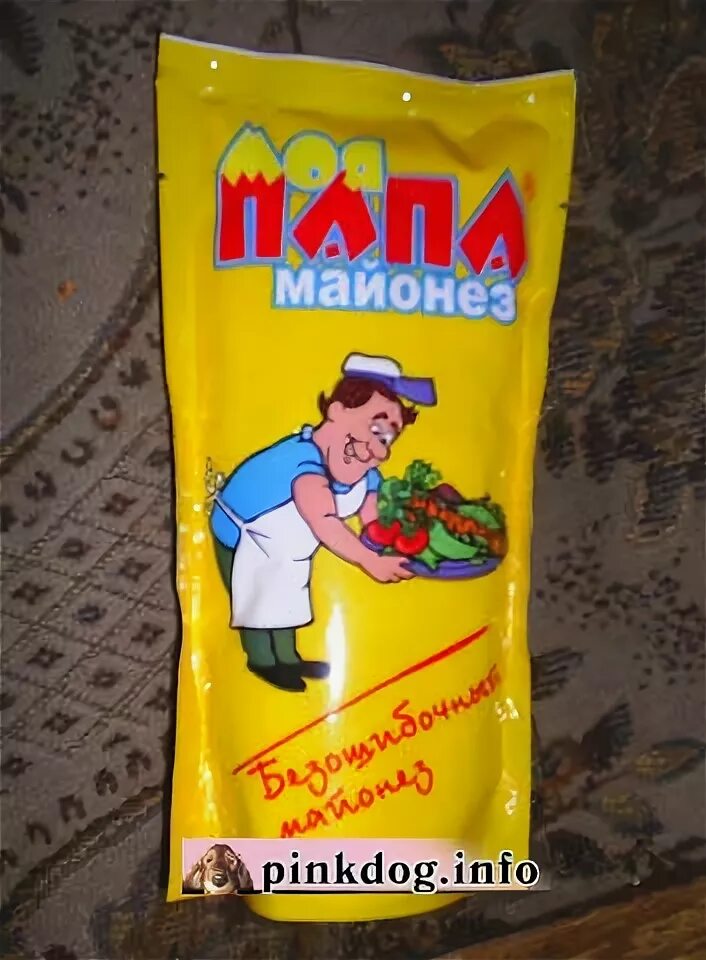 Моя
ПАПА
майонез
Безошибочный
майонез
pinkdog.info